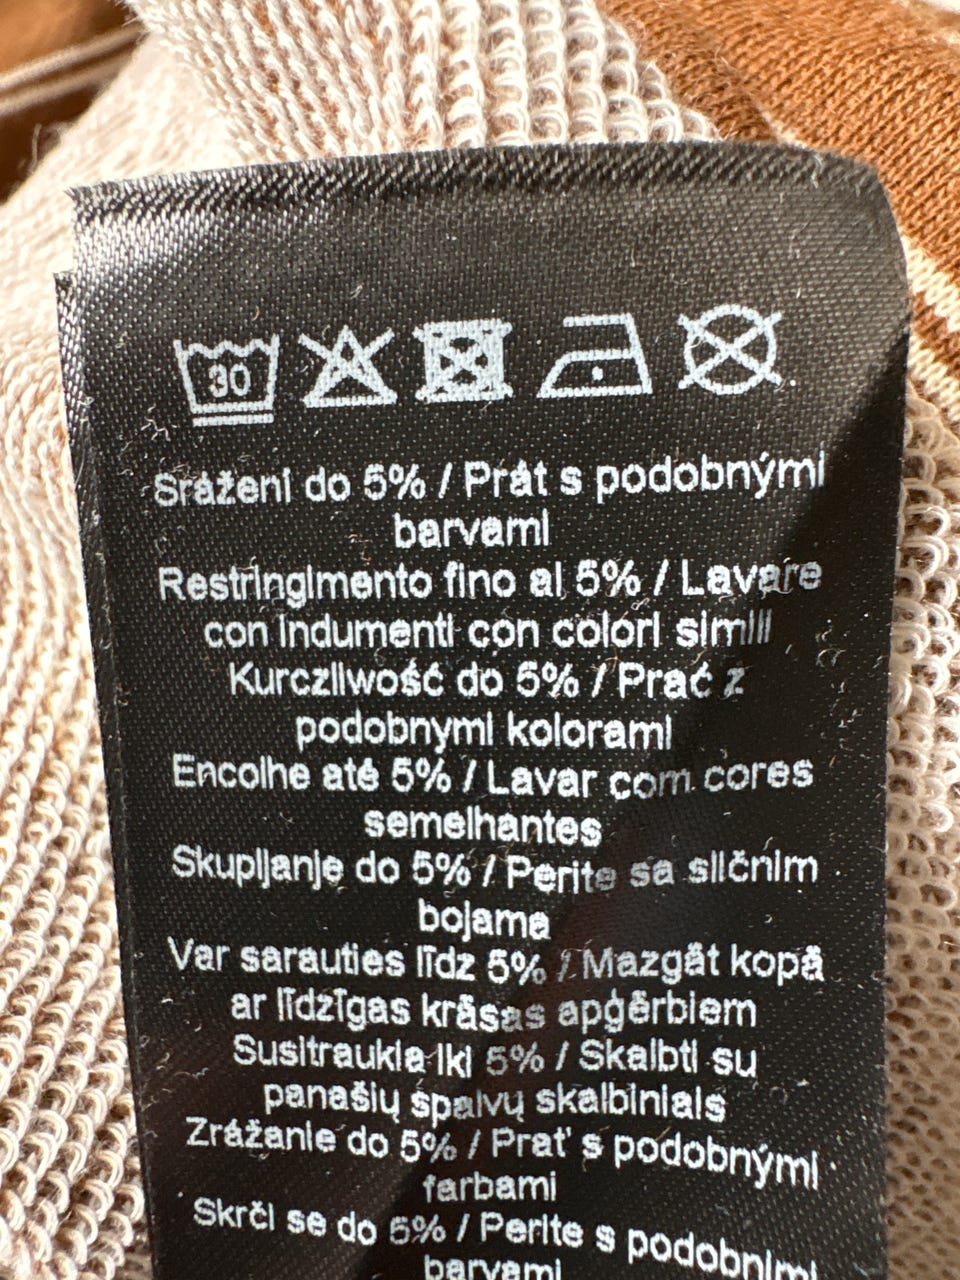 30
Srážení do 5% / Prát s podobnými
barvami
Restringimento fino al 5% / Lavare
con indumenti con colori simili
Kurczliwość do 5% / Prać z
podobnymi kolorami
Encolhe até 5% / Lavar com cores
semelhantes
Skupljanje do 5% / Perite sa sličnim
bojama
Var sarauties līdz 5% / Mazgāt kopā
ar līdzīgas krāsas apģērbiem
Susitraukia iki 5% / Skalbti su
panašių spalvų skalbiniais
Zrážanie do 5% / Prať s podobnými
farbami
Skrči se do 5% / Perite s podobnimi
barvami